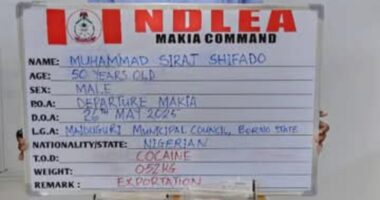 NDLEA
MAKIA COMMAND
NAME: MUHAMMAD SIRAT SHIFADO
AGE: 50 YEARS OLD
SEX: MALE
P.O.A: DEPARTURE MAKIA
D.O.A: 26TH MAY 2025
L.G.A: MAIDUGURI MUNICIPAL COUNCIL, BORNO STATE
NATIONALITY/STATE: NIGERIAN
T.O.D: COCAINE
WEIGHT: 0.52KG
REMARK: EXPORTATION